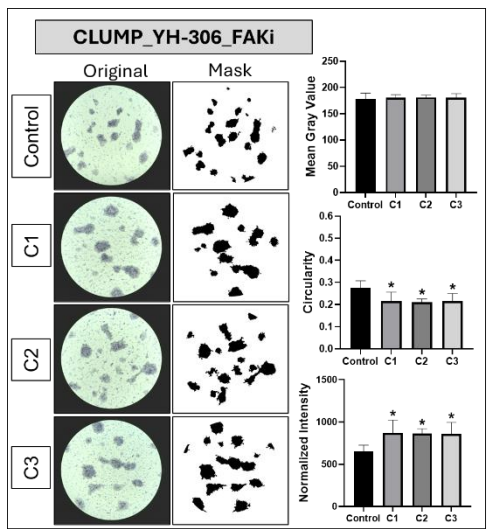 CLUMP_YH-306_FAKi
Original
Mask
Control
C1
C2
C3
Mean Gray Value
250
200
150
100
50
0
Control C1 C2 C3
Circularity
0.6
0.5
0.4
0.3
0.2
0.1
0.0
* * *
Control C1 C2 C3
Normalized Intensity
1500
1000
500
0
* * *
Control C1 C2 C3